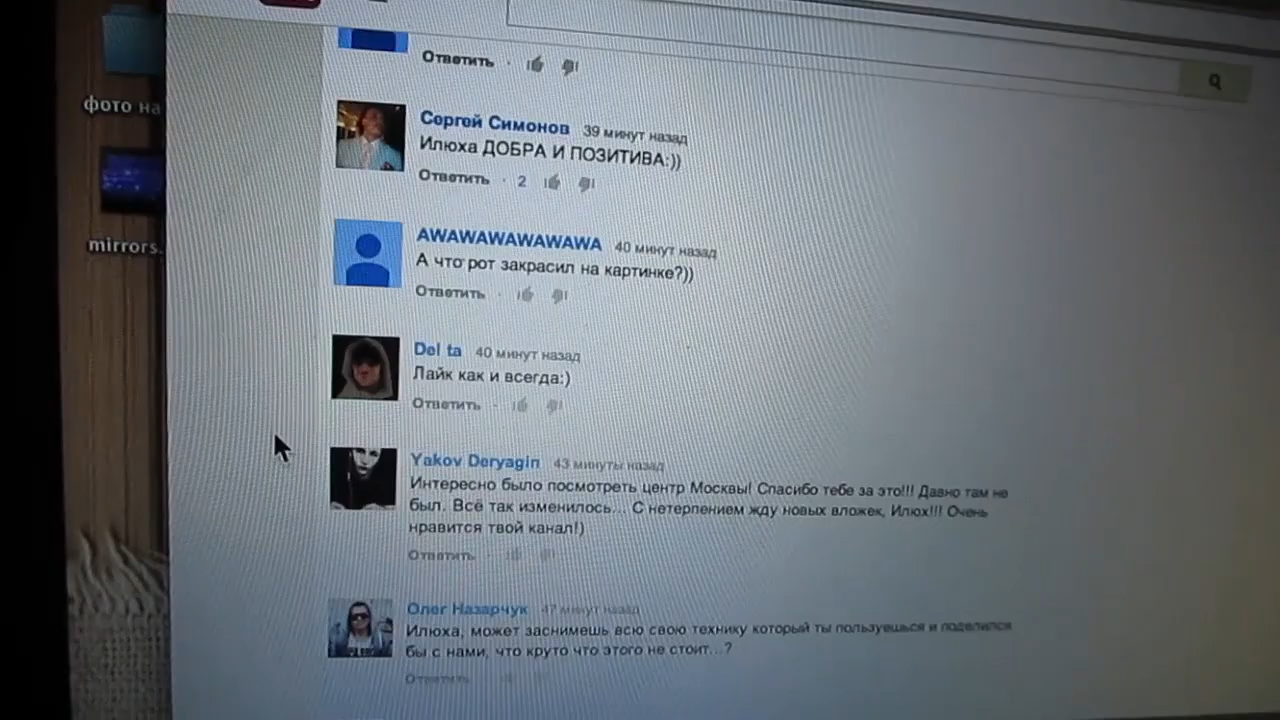 Ответить
фото на
Сергей Симонов 39 минут назад
Илюха ДОБРА И ПОЗИТИВА:))
Ответить · 2
mirrors.
AWAWAWAWAWAWA 40 минут назад
А что рот закрасил на картинке?))
Ответить ·
Del ta 40 минут назад
Лайк как и всегда:)
Ответить ·
Yakov Deryagin 43 минуты назад
Интересно было посмотреть центр Москвы! Спасибо тебе за это!!! Давно там не
был. Всё так изменилось... С нетерпением жду новых вложек, Илюх!!! Очень
нравится твой канал!)
Ответить
Олег Назарчук 47 минут назад
Илюха, может заснимешь всю свою технику который ты пользуешься и поделился
бы с нами, что круто что этого не стоит...?
Ответить